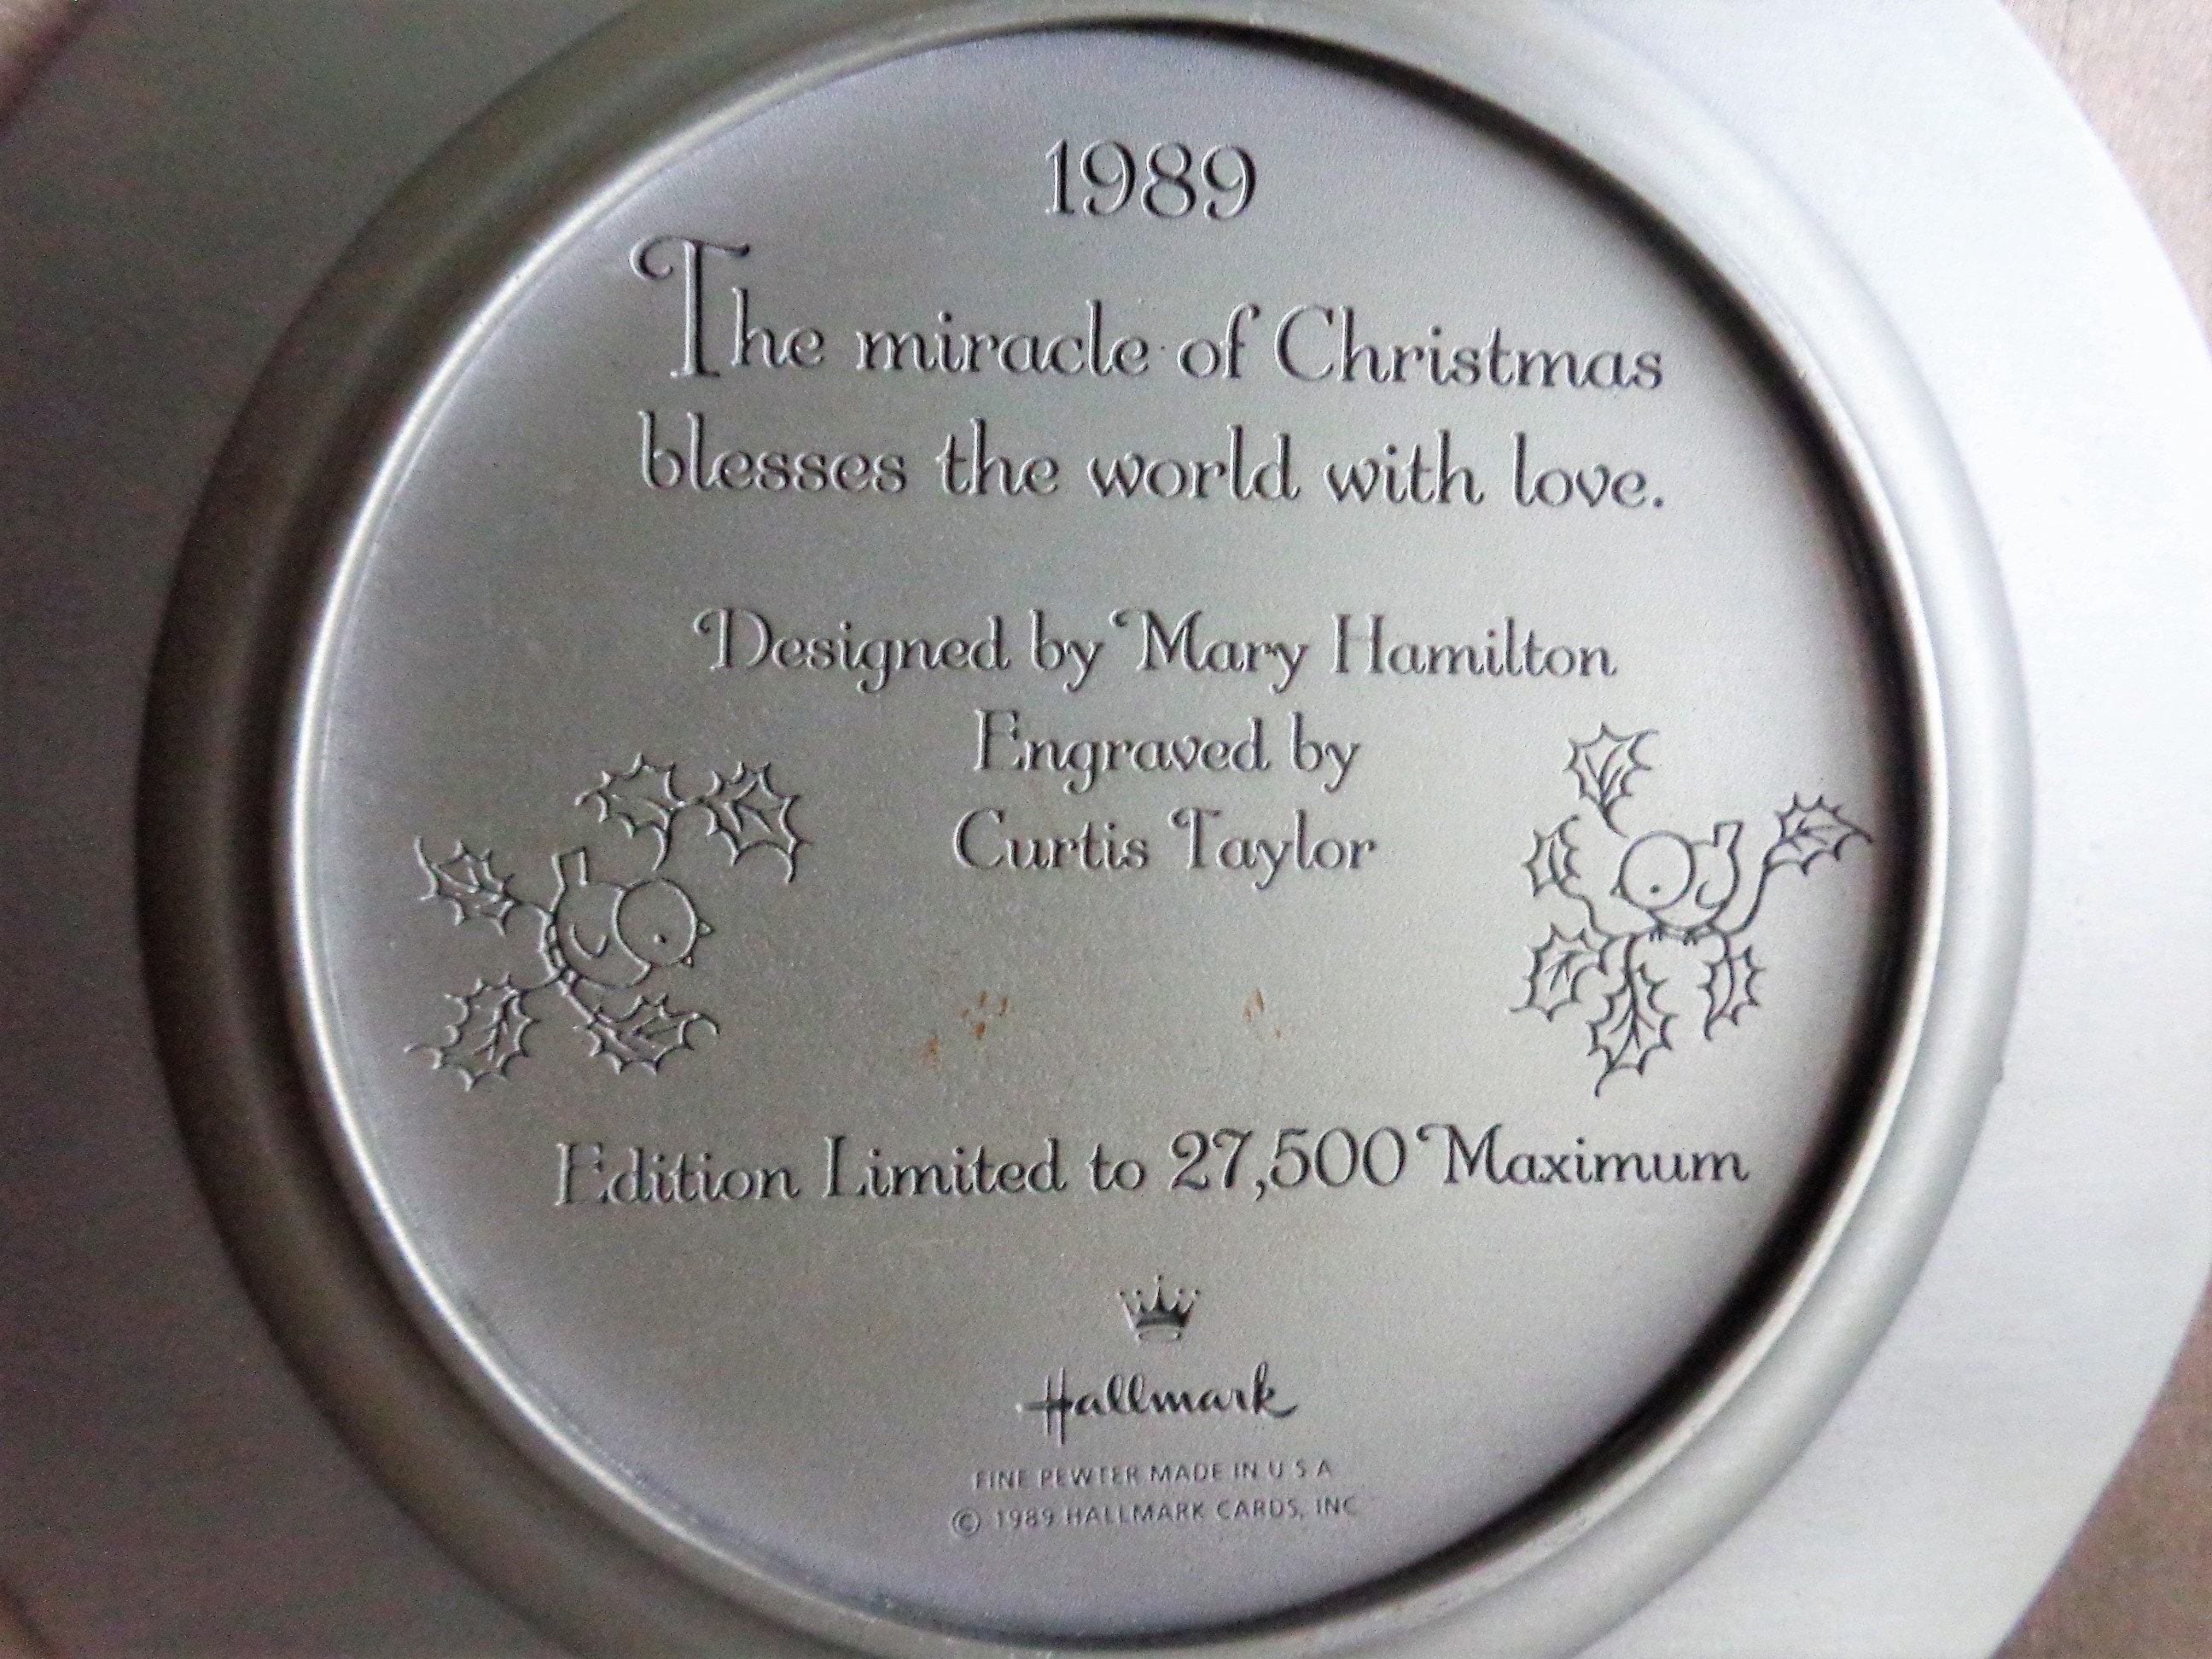 1989
The miracle of Christmas
blesses the world with love.
Designed by Mary Hamilton
Engraved by
Curtis Taylor
Edition Limited to 27,500 Maximum
Hallmark
FINE PEWTER MADE IN U S A
© 1989 HALLMARK CARDS, INC